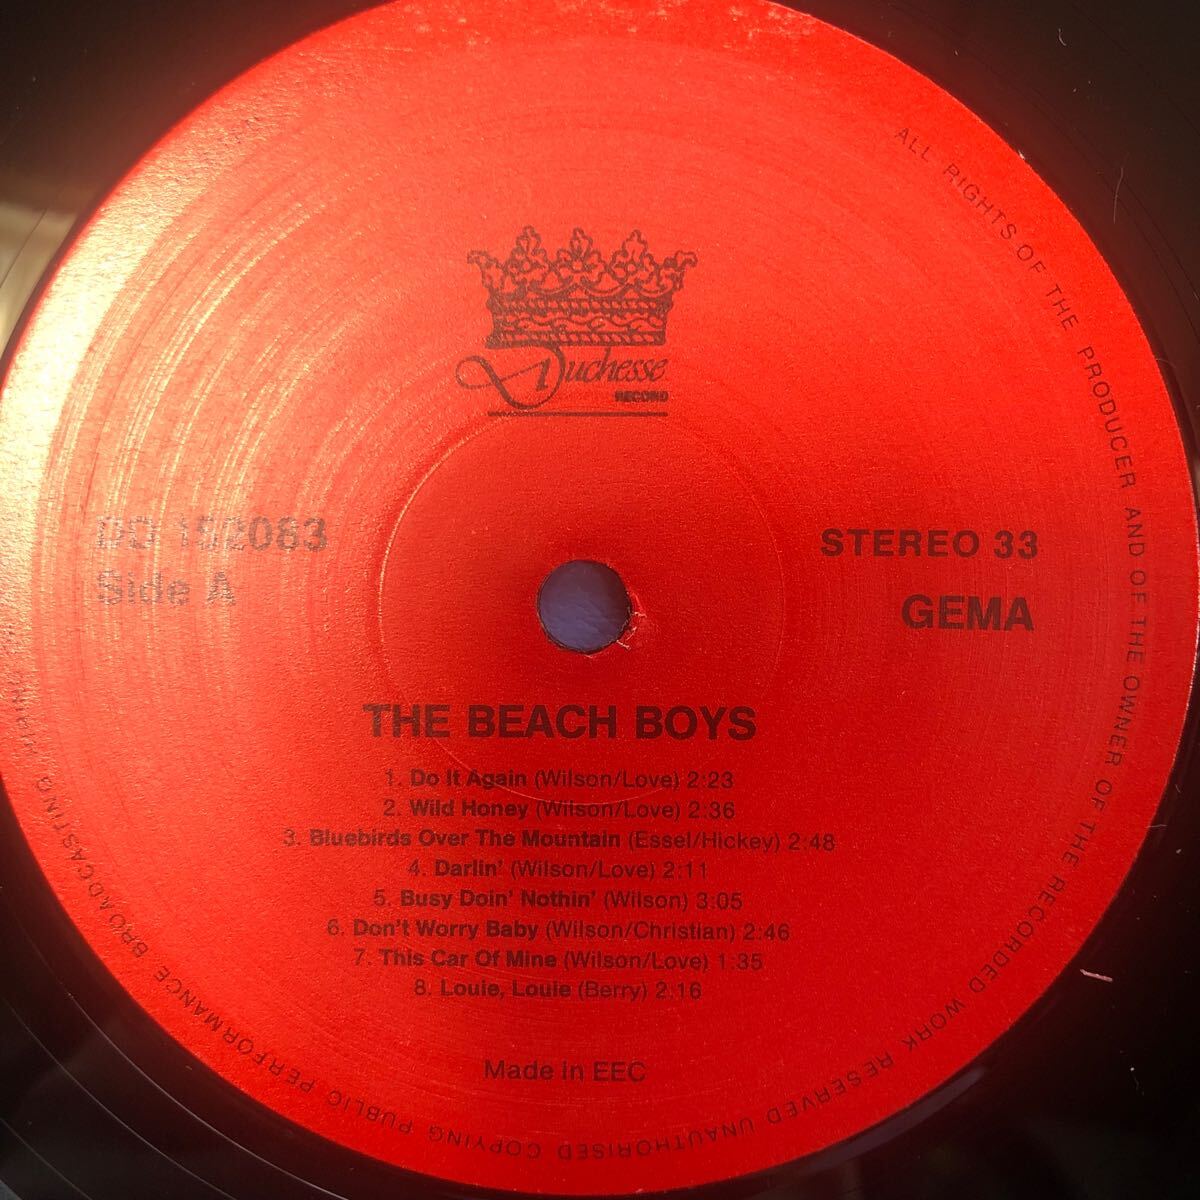 Duchesse
RECORD
DD 152083
Side A
STEREO 33
GEMA
THE BEACH BOYS
1. Do It Again (Wilson/Love) 2:23
2. Wild Honey (Wilson/Love) 2:36
3. Bluebirds Over The Mountain (Essel/Hickey) 2:48
4. Darlin' (Wilson/Love) 2:11
5. Busy Doin' Nothin' (Wilson) 3:05
6. Don't Worry Baby (Wilson/Christian) 2:46
7. This Car Of Mine (Wilson/Love) 1.35
8. Louie, Louie (Berry) 2:16
Made in EEC
ALL RIGHTS OF THE PRODUCER AND OF THE OWNER OF THE RECORDED WORK RESERVED UNAUTHORISED COPYING PUBLIC PERFORMANCE BROADCASTING